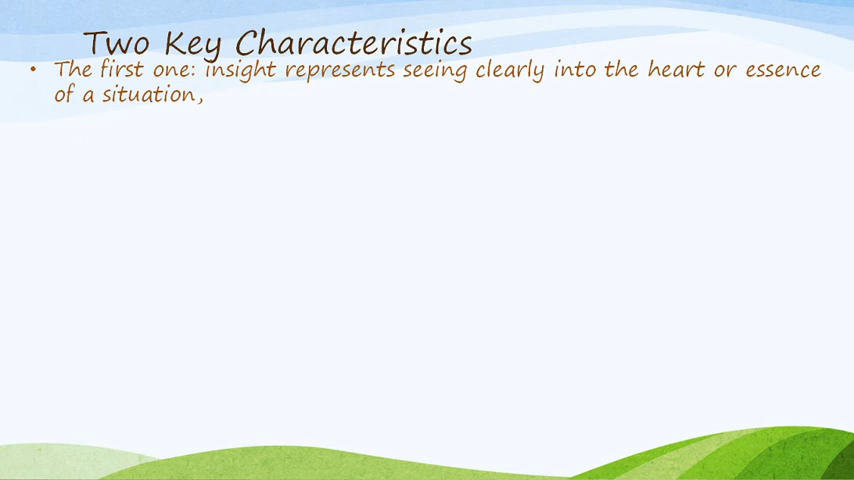 Two Key Characteristics
• The first one: insight represents seeing clearly into the heart or essence
of a situation,